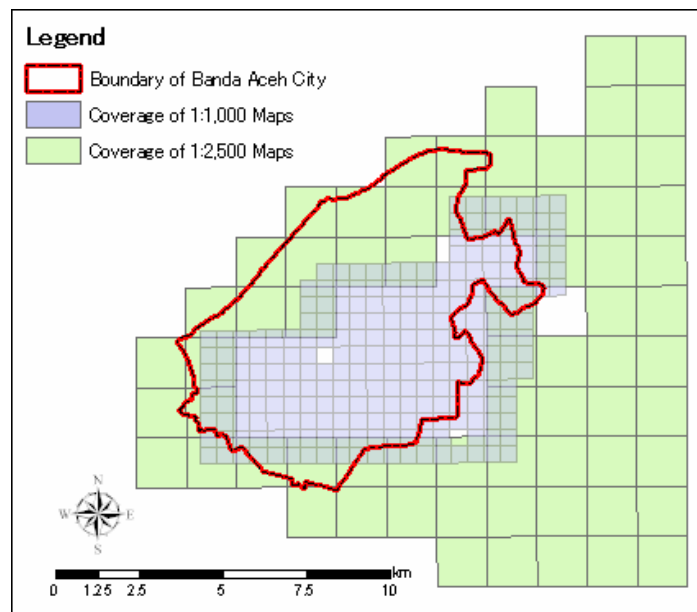 Legend
Boundary of Banda Aceh City
Coverage of 1:1,000 Maps
Coverage of 1:2,500 Maps
N
W E
S
km
0 1.25 2.5 5 7.5 10